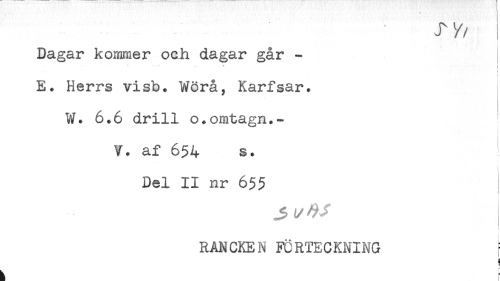 541
Dagar kommer och dagar går -
E. Herrs visb. Wörå, Karfsar.
W. 6.6 drill o.omtagn.-
V. af 654 s.
Del II nr 655
SVAS
RANCKEN FÖRTECKNING